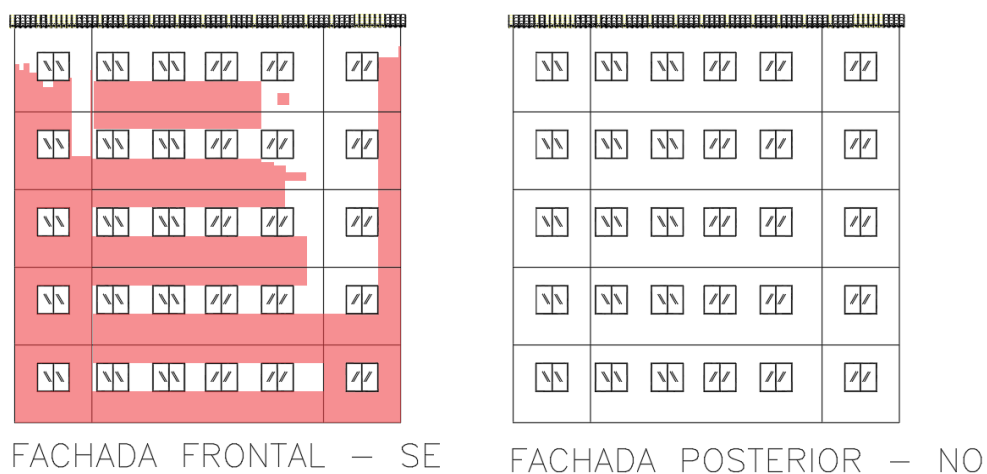 FACHADA FRONTAL – SE
FACHADA POSTERIOR – NO